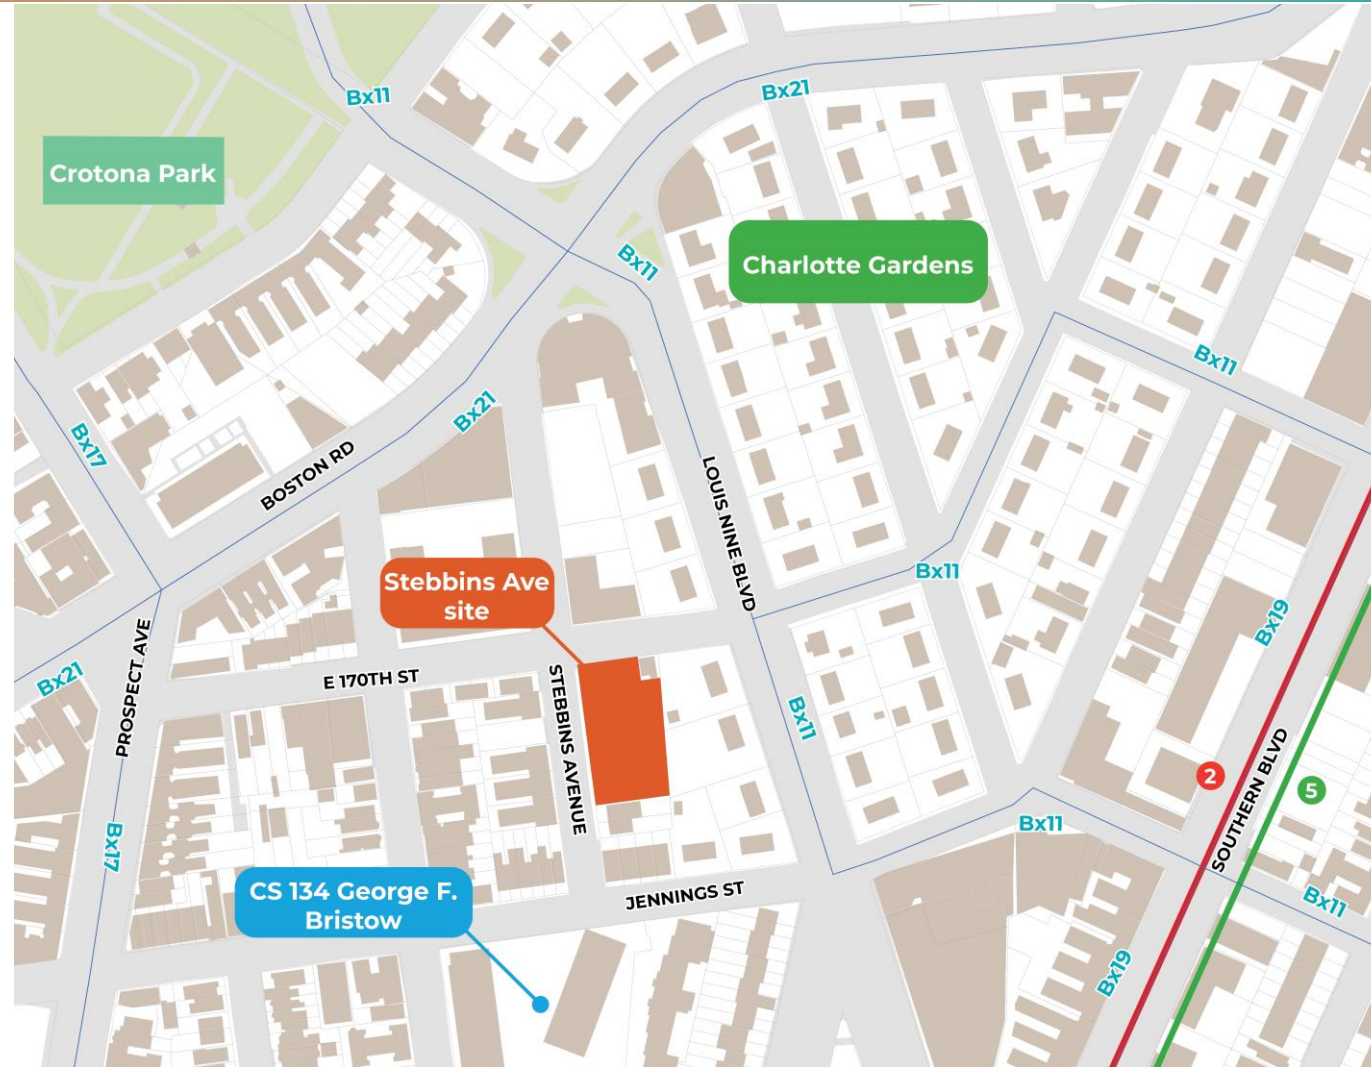 Bx11
Bx21
Crotona Park
Bx11
Charlotte Gardens
Bx11
Bx21
Bx17
BOSTON RD
LOUIS NINE BLVD
Bx11
Stebbins Ave
site
Bx19
PROSPECT AVE
E 170TH ST
Bx21
STEBBINS AVENUE
Bx11
SOUTHERN BLVD
2
5
Bx11
Bx17
CS 134 George F.
Bristow
JENNINGS ST
Bx11
Bx19